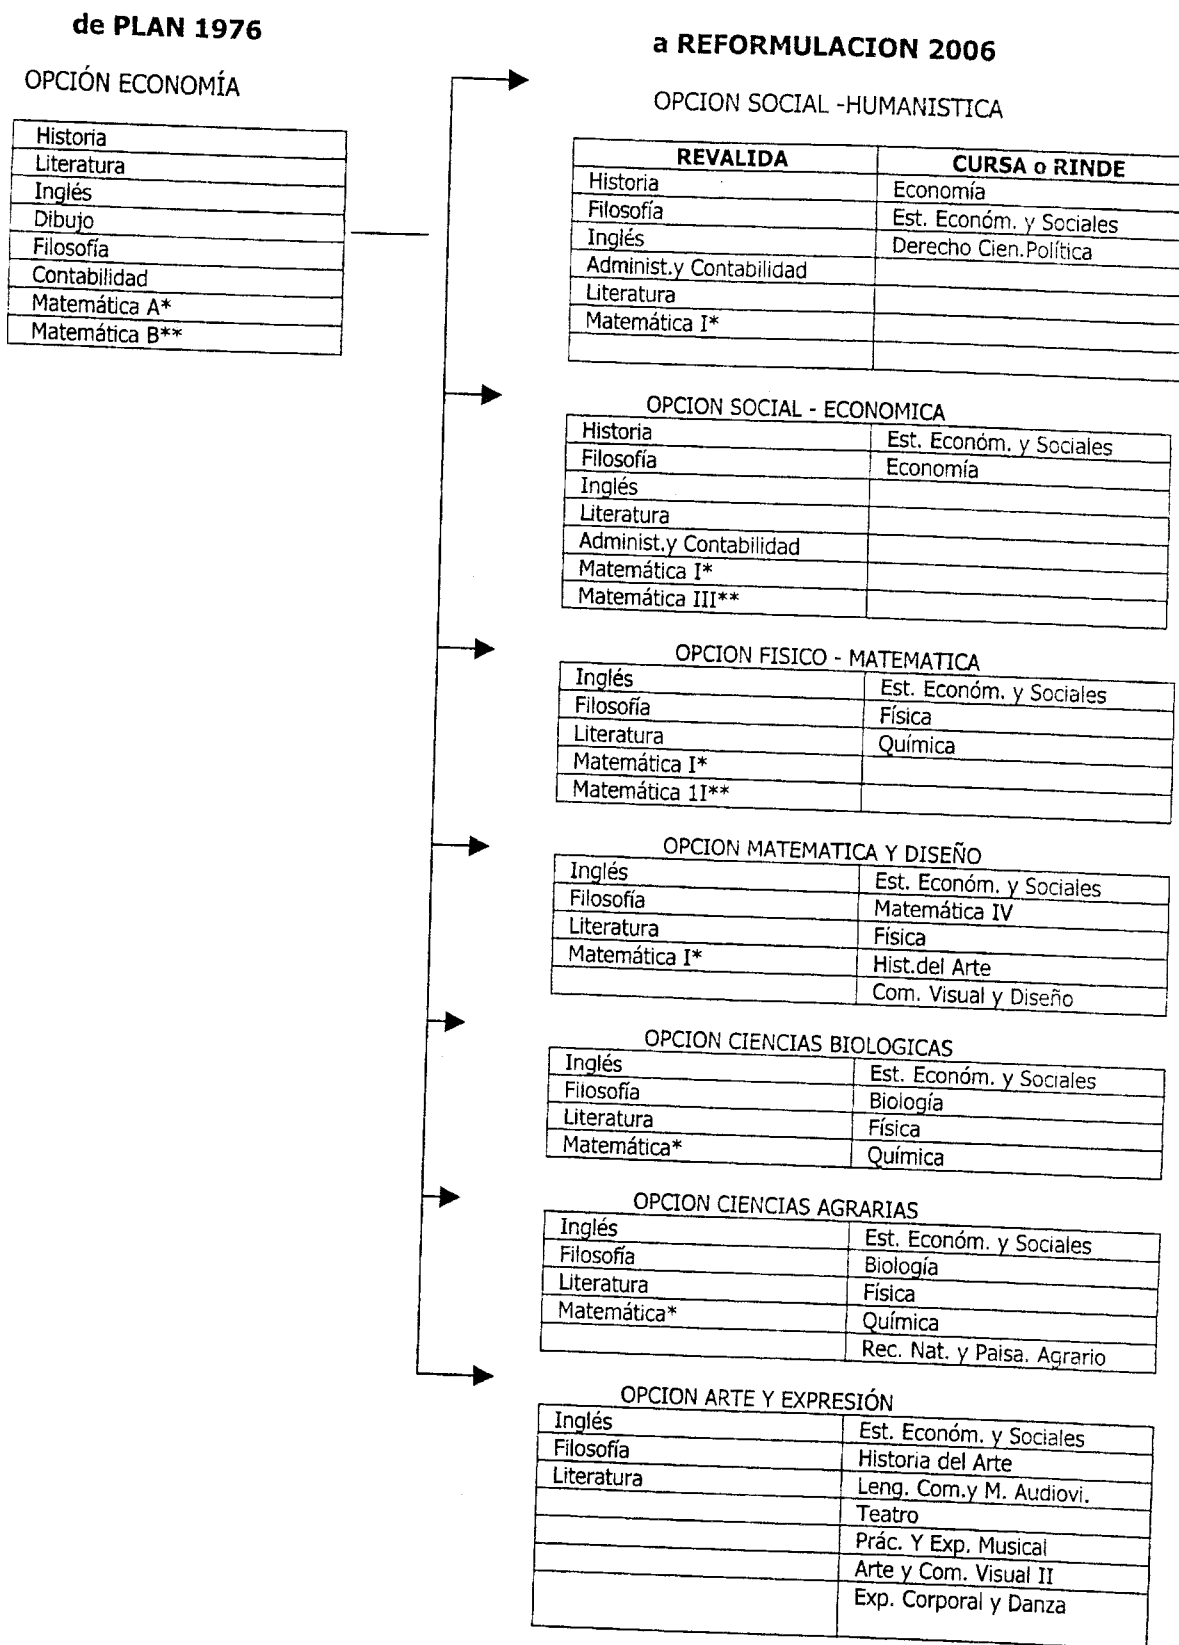 de PLAN 1976
OPCIÓN ECONOMÍA
Historia
Literatura
Inglés
Dibujo
Filosofía
Contabilidad
Matemática A*
Matemática B**
a REFORMULACION 2006
OPCION SOCIAL -HUMANISTICA
REVALIDA CURSA o RINDE
Historia Economía
Filosofía Est. Económ. y Sociales
Inglés Derecho Cien.Política
Administ.y Contabilidad
Literatura
Matemática I*
OPCION SOCIAL - ECONOMICA
Historia Est. Económ. y Sociales
Filosofía Economía
Inglés
Literatura
Administ.y Contabilidad
Matemática I*
Matemática III**
OPCION FISICO - MATEMATICA
Inglés Est. Económ. y Sociales
Filosofía Física
Literatura Química
Matemática I*
Matemática 1I**
OPCION MATEMATICA Y DISEÑO
Inglés Est. Económ. y Sociales
Filosofía Matemática IV
Literatura Física
Matemática I* Hist.del Arte
Com. Visual y Diseño
OPCION CIENCIAS BIOLOGICAS
Inglés Est. Económ. y Sociales
Filosofía Biología
Literatura Física
Matemática* Química
OPCION CIENCIAS AGRARIAS
Inglés Est. Económ. y Sociales
Filosofía Biología
Literatura Física
Matemática* Química
Rec. Nat. y Paisa. Agrario
OPCION ARTE Y EXPRESIÓN
Inglés Est. Económ. y Sociales
Filosofía Historia del Arte
Literatura Leng. Com.y M. Audiovi.
Teatro
Prác. Y Exp. Musical
Arte y Com. Visual II
Exp. Corporal y Danza